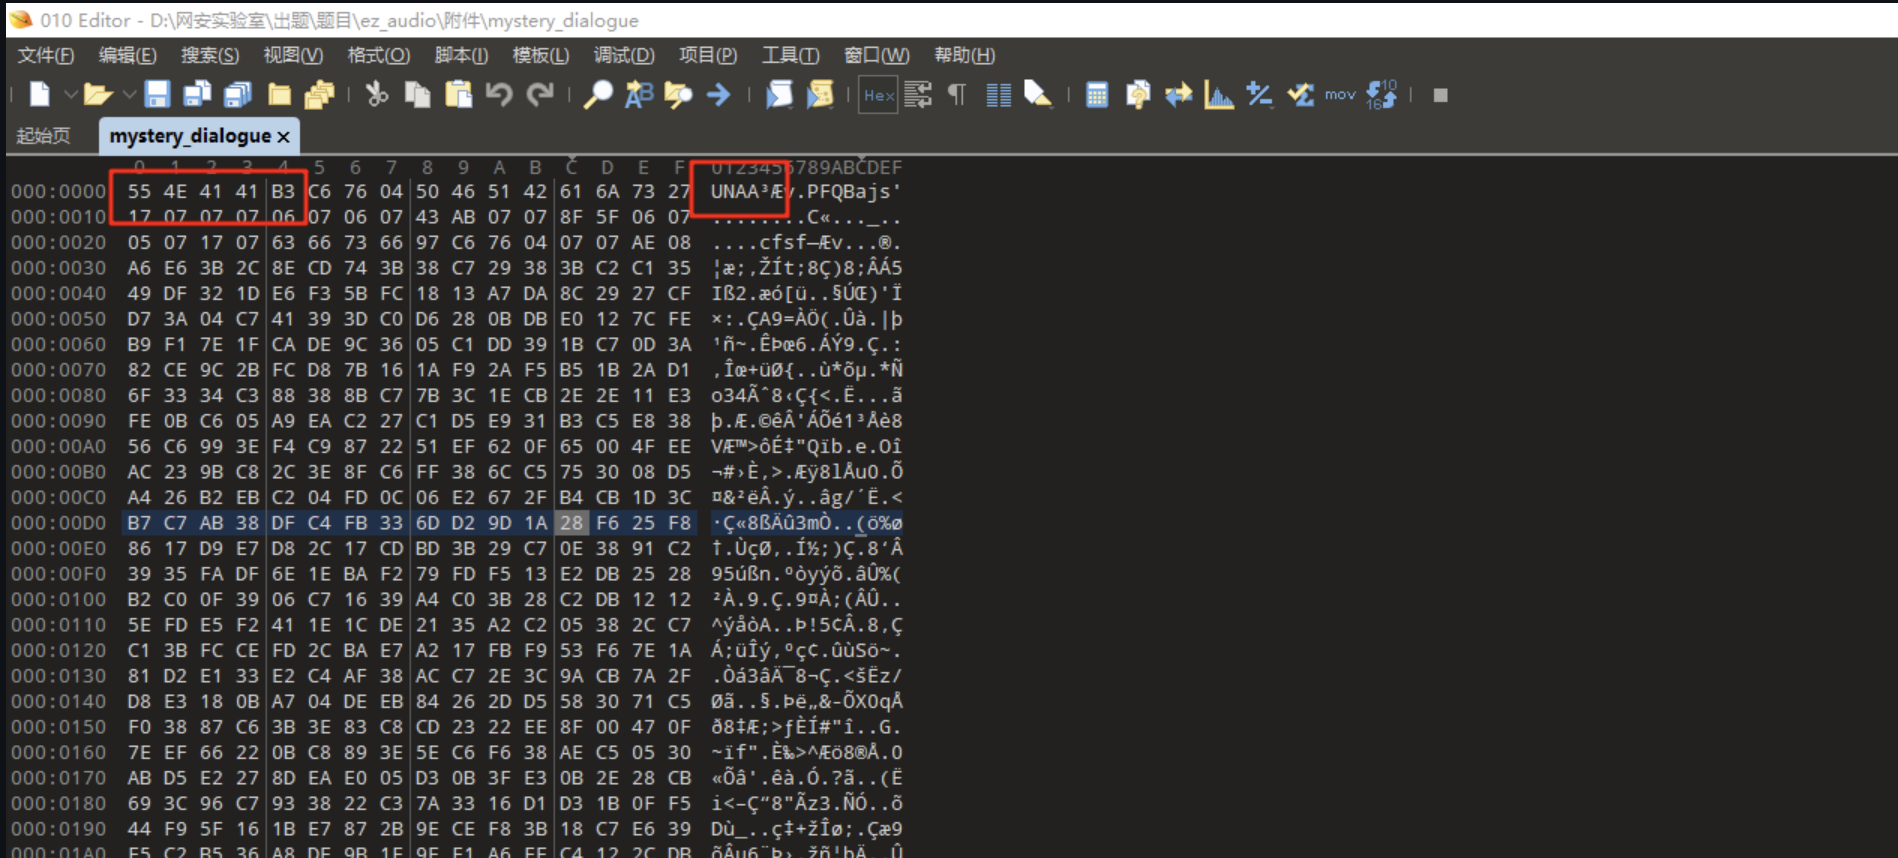 010 Editor - D:\网安实验室\出题\题目\ez_audio\附件\mystery_dialogue
文件(F) 编辑(E) 搜索(S) 视图(V) 格式(O) 脚本(I) 模板(L) 调试(D) 项目(P) 工具(T) 窗口(W) 帮助(H)
Hex mov 10 16
起始页 mystery_dialogue ×
0 1 2 3 4 5 6 7 8 9 A B C D E F 0123456789ABCDEF
000:0000 55 4E 41 41 B3 C6 76 04 50 46 51 42 61 6A 73 27 UNAA³Æv.PFQBajs'
000:0010 17 07 07 07 06 07 06 07 43 AB 07 07 8F 5F 06 07 ........C«..._..
000:0020 05 07 17 07 63 66 73 66 97 C6 76 04 07 07 AE 08 ....cfsf—Æv...®.
000:0030 A6 E6 3B 2C 8E CD 74 3B 38 C7 29 38 3B C2 C1 35 ¦æ;,ŽÍt;8Ç)8;ÂÁ5
000:0040 49 DF 32 1D E6 F3 5B FC 18 13 A7 DA 8C 29 27 CF Iß2.æó[ü..§ÚŒ)'Ï
000:0050 D7 3A 04 C7 41 39 3D C0 D6 28 0B DB E0 12 7C FE ×:.ÇA9=ÀÖ(.Ûà.|þ
000:0060 B9 F1 7E 1F CA DE 9C 36 05 C1 DD 39 1B C7 0D 3A ¹ñ~.ÊÞœ6.ÁÝ9.Ç.:
000:0070 82 CE 9C 2B FC D8 7B 16 1A F9 2A F5 B5 1B 2A D1 ‚Îœ+üØ{..ù*õµ.*Ñ
000:0080 6F 33 34 C3 88 38 8B C7 7B 3C 1E CB 2E 2E 11 E3 o34Ãˆ8‹Ç{<.Ë...ã
000:0090 FE 0B C6 05 A9 EA C2 27 C1 D5 E9 31 B3 C5 E8 38 þ.Æ.©êÂ'ÁÕé1³Åè8
000:00A0 56 C6 99 3E F4 C9 87 22 51 EF 62 0F 65 00 4F EE VÆ™>ôÉ‡"Qïb.e.Oî
000:00B0 AC 23 9B C8 2C 3E 8F C6 FF 38 6C C5 75 30 08 D5 ¬#›È,>.Æÿ8lÅu0.Õ
000:00C0 A4 26 B2 EB C2 04 FD 0C 06 E2 67 2F B4 CB 1D 3C ¤&²ëÂ.ý..âg/´Ë.<
000:00D0 B7 C7 AB 38 DF C4 FB 33 6D D2 9D 1A 28 F6 25 F8 ·Ç«8ßÄû3mÒ..(ö%ø
000:00E0 86 17 D9 E7 D8 2C 17 CD BD 3B 29 C7 0E 38 91 C2 †.ÙçØ,.Í½;)Ç.8‘Â
000:00F0 39 35 FA DF 6E 1E BA F2 79 FD F5 13 E2 DB 25 28 95úßn.ºòyýõ.âÛ%(
000:0100 B2 C0 0F 39 06 C7 16 39 A4 C0 3B 28 C2 DB 12 12 ²À.9.Ç.9¤À;(ÂÛ..
000:0110 5E FD E5 F2 41 1E 1C DE 21 35 A2 C2 05 38 2C C7 ^ýåòA..Þ!5¢Â.8,Ç
000:0120 C1 3B FC CE FD 2C BA E7 A2 17 FB F9 53 F6 7E 1A Á;üÎý,ºç¢.ûùSö~.
000:0130 81 D2 E1 33 E2 C4 AF 38 AC C7 2E 3C 9A CB 7A 2F .Òá3âÄ¯8¬Ç.<šËz/
000:0140 D8 E3 18 0B A7 04 DE EB 84 26 2D D5 58 30 71 C5 Øã..§.Þë„&-ÕX0qÅ
000:0150 F0 38 87 C6 3B 3E 83 C8 CD 23 22 EE 8F 00 47 0F ð8‡Æ;>ƒÈÍ#"î..G.
000:0160 7E EF 66 22 0B C8 89 3E 5E C6 F6 38 AE C5 05 30 ~ïf".È‰>^Æö8®Å.0
000:0170 AB D5 E2 27 8D EA E0 05 D3 0B 3F E3 0B 2E 28 CB «Õâ'.êà.Ó.?ã..(Ë
000:0180 69 3C 96 C7 93 38 22 C3 7A 33 16 D1 D3 1B 0F F5 i<–Ç“8"Ãz3.ÑÓ..õ
000:0190 44 F9 5F 16 1B E7 87 2B 9E CE F8 3B 18 C7 E6 39 Dù_..ç‡+žÎø;.Çæ9
000:01A0 F5 C2 B5 36 A8 DE 9B 1F 9E F1 A6 FE C4 12 2C DB